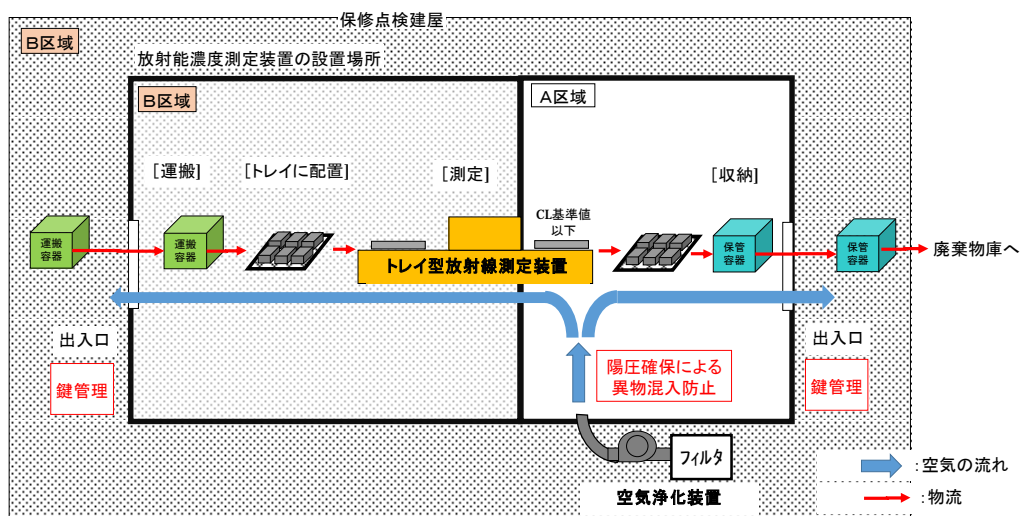 保修点検建屋
B区域
放射能濃度測定装置の設置場所
B区域
A区域
[運搬]
[トレイに配置]
[測定]
[収納]
CL基準値
以下
運搬
容器
運搬
容器
保管
容器
保管
容器
廃棄物庫へ
トレイ型放射線測定装置
出入口
鍵管理
陽圧確保による
異物混入防止
出入口
鍵管理
フィルタ
空気浄化装置
:空気の流れ
:物流